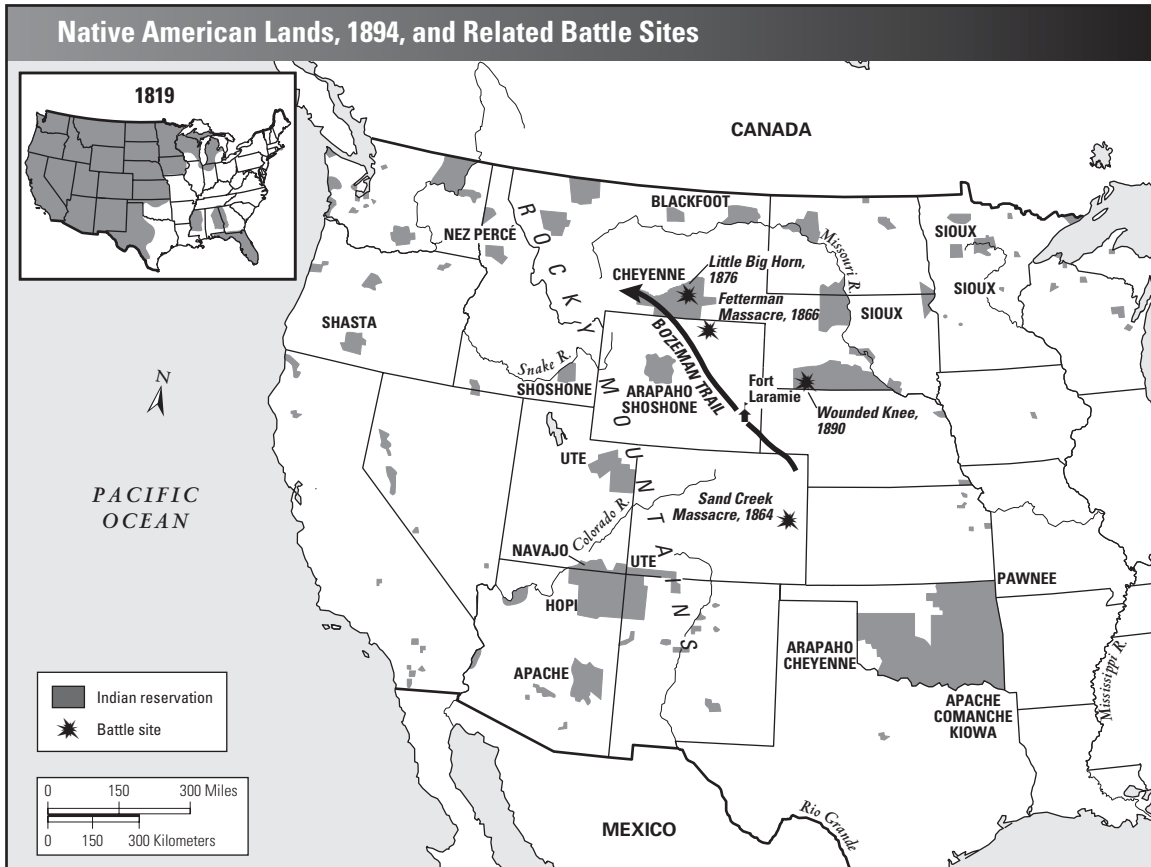 Native American Lands, 1894, and Related Battle Sites
1819
CANADA
PACIFIC
OCEAN
N
ROCKY MOUNTAINS
NEZ PERCÉ
BLACKFOOT
Missouri R.
SIOUX
SIOUX
CHEYENNE
Little Big Horn,
1876
Fetterman
Massacre, 1866
SIOUX
SHASTA
BOZEMAN TRAIL
Snake R.
SHOSHONE
ARAPAHO
SHOSHONE
Fort
Laramie
Wounded Knee,
1890
UTE
Colorado R.
Sand Creek
Massacre, 1864
NAVAJO
UTE
HOPI
PAWNEE
APACHE
ARAPAHO
CHEYENNE
APACHE
COMANCHE
KIOWA
Mississippi R.
MEXICO
Rio Grande
Indian reservation
Battle site
0 150 300 Miles
0 150 300 Kilometers